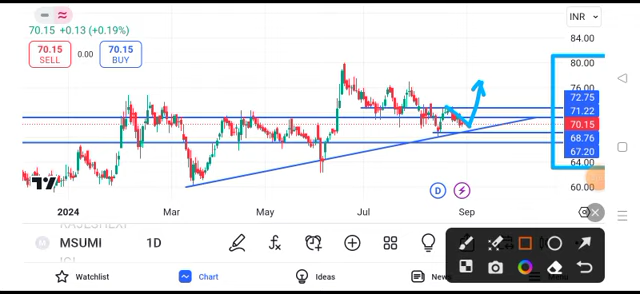 INR
70.15 +0.13 (+0.19%)
70.15
SELL
0.00
70.15
BUY
84.00
80.00
76.00
72.75
71.22
70.15
68.76
67.20
64.00
60.00
D
2024
Mar
May
Jul
Sep
MSUMI
1D
Watchlist
Chart
Ideas
News
Menu